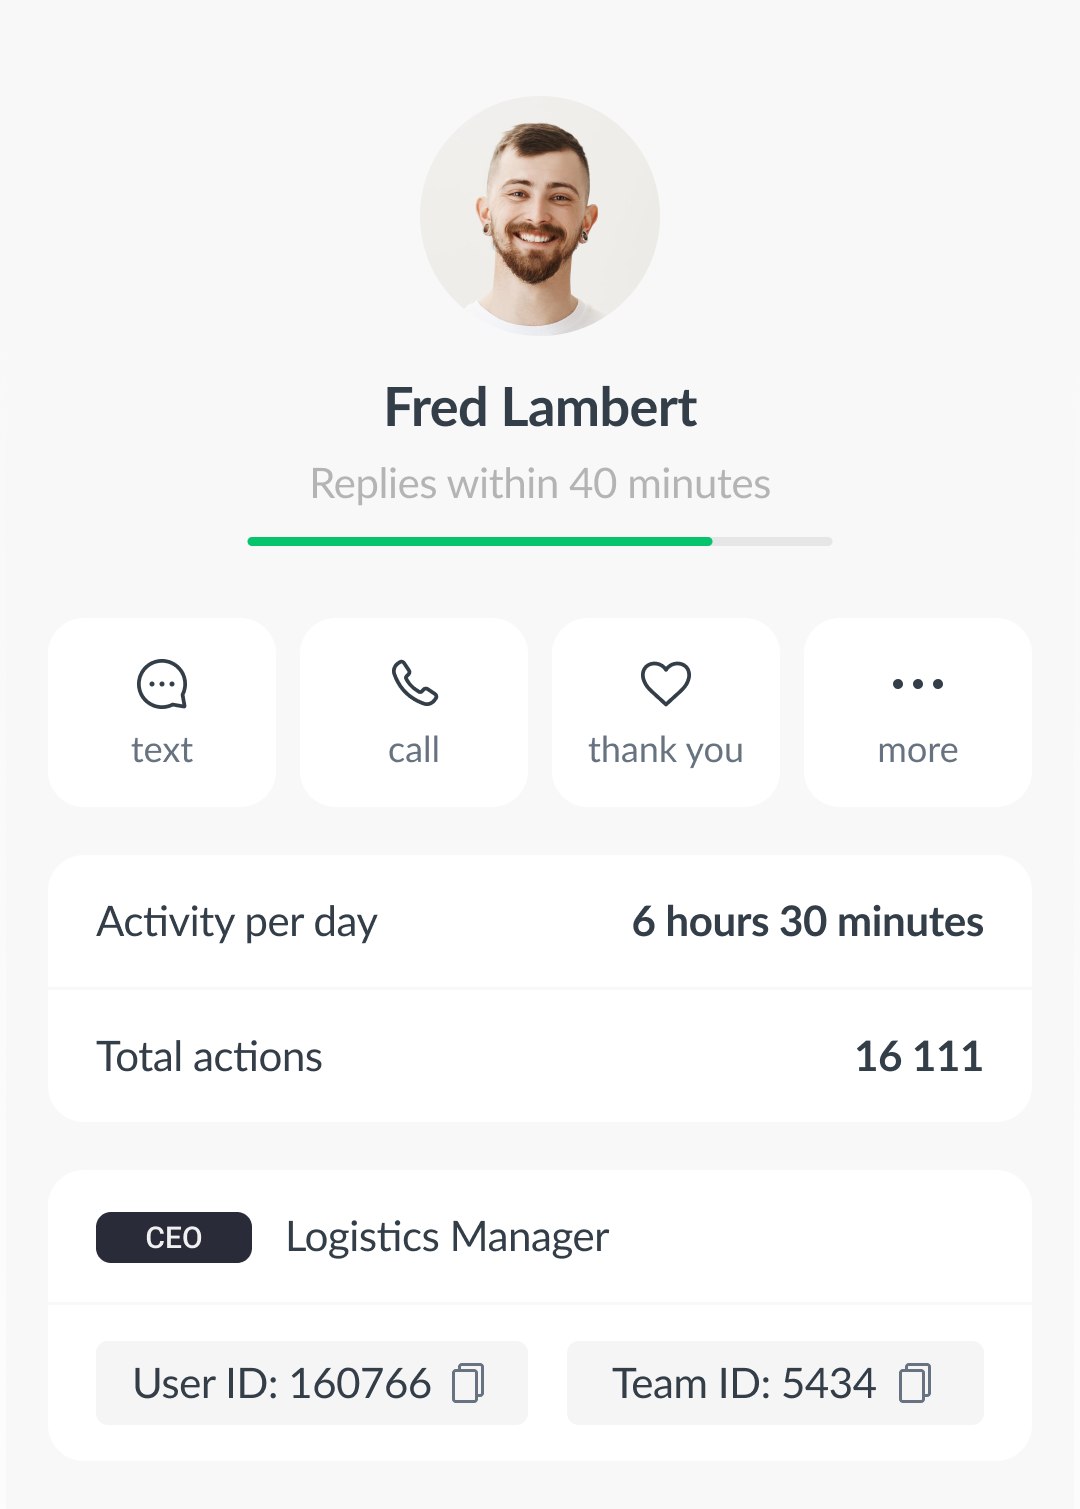 Fred Lambert
Replies within 40 minutes
text
call
thank you
more
Activity per day
6 hours 30 minutes
Total actions
16 111
CEO
Logistics Manager
User ID: 160766
Team ID: 5434